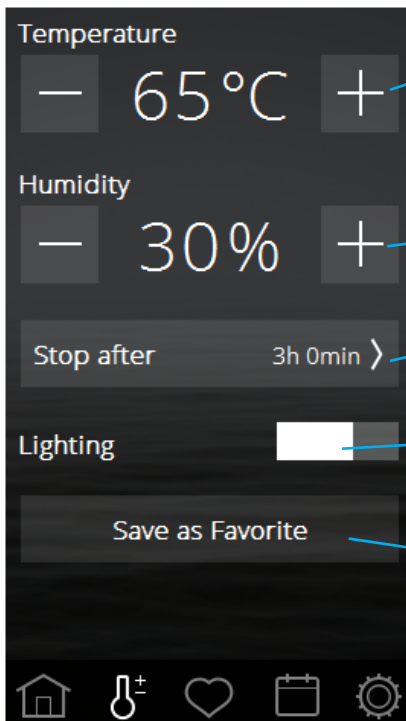 Temperature
65°C
Humidity
30%
Stop after 3h 0min
Lighting
Save as Favorite